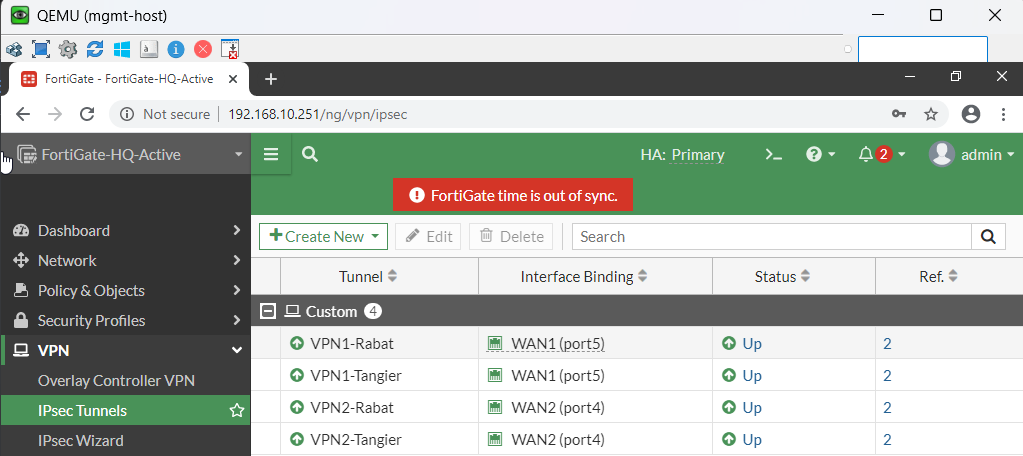 QEMU (mgmt-host)
FortiGate - FortiGate-HQ-Active
Not secure | 192.168.10.251/ng/vpn/ipsec
FortiGate-HQ-Active
HA: Primary
2
admin
FortiGate time is out of sync.
Dashboard
Network
Policy & Objects
Security Profiles
VPN
Overlay Controller VPN
IPsec Tunnels
IPsec Wizard
Create New Edit Delete Search
Tunnel Interface Binding Status Ref.
Custom 4
VPN1-Rabat WAN1 (port5) Up 2
VPN1-Tangier WAN1 (port5) Up 2
VPN2-Rabat WAN2 (port4) Up 2
VPN2-Tangier WAN2 (port4) Up 2